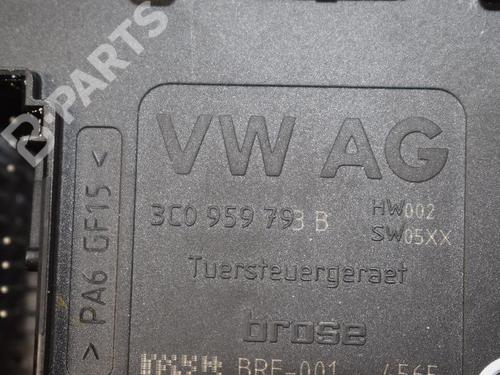 B-PARTS
VW AG
3C0 959 793 B
HW002
SW05XX
Tuersteuergeraet
brose
BRE-001
> PA6 GF15 <